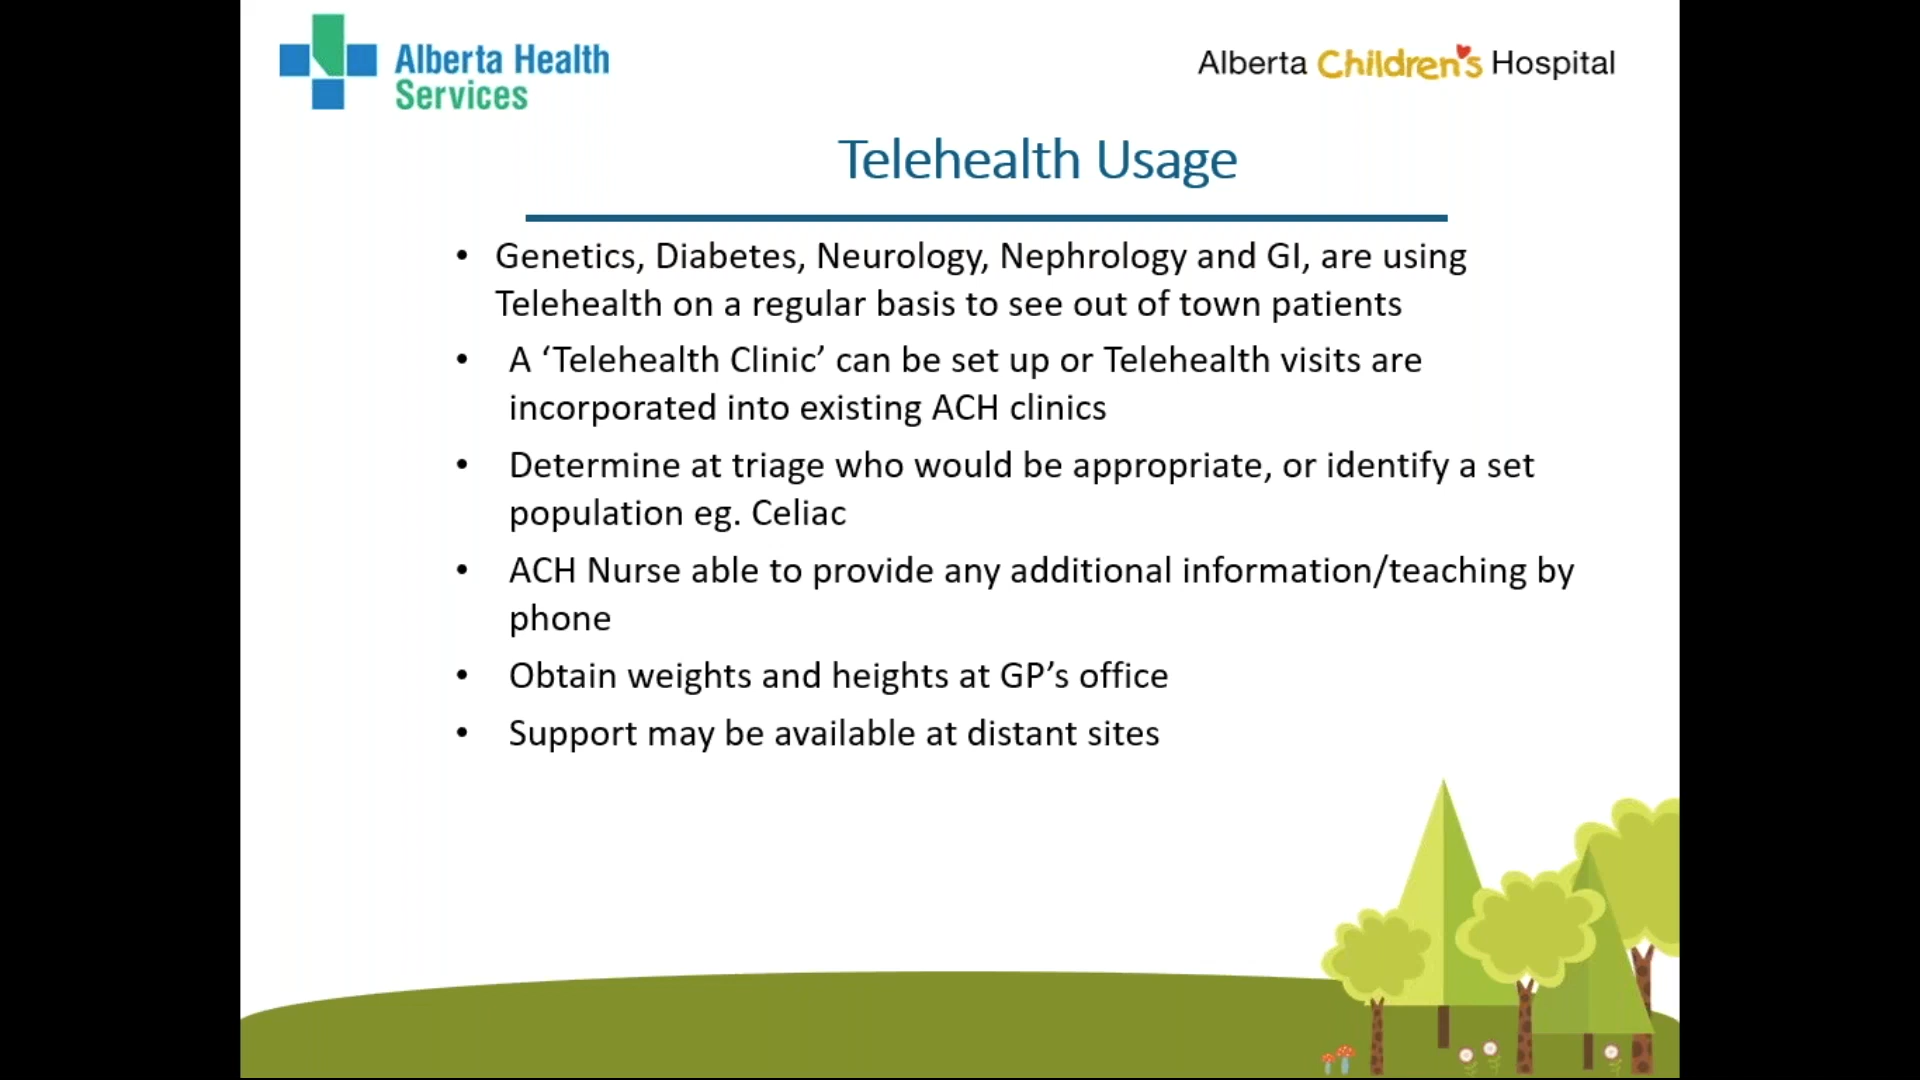 Alberta Health
Services
Alberta Children's Hospital
Telehealth Usage
• Genetics, Diabetes, Neurology, Nephrology and GI, are using
Telehealth on a regular basis to see out of town patients
• A ‘Telehealth Clinic’ can be set up or Telehealth visits are
incorporated into existing ACH clinics
• Determine at triage who would be appropriate, or identify a set
population eg. Celiac
• ACH Nurse able to provide any additional information/teaching by
phone
• Obtain weights and heights at GP’s office
• Support may be available at distant sites